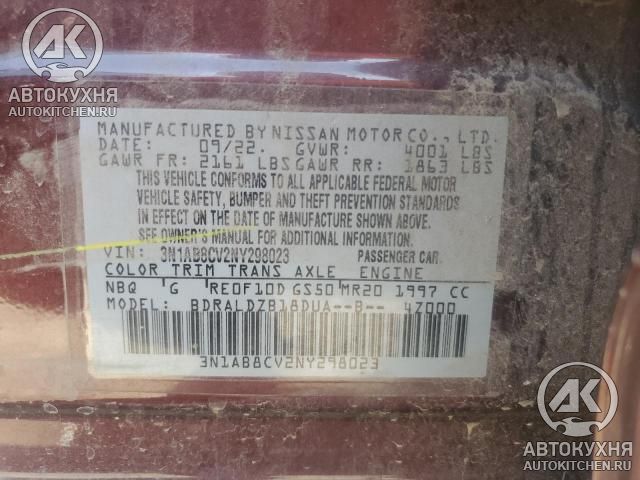 АК
АВТОКУХНЯ
AUTOKITCHEN.RU
MANUFACTURED BY NISSAN MOTOR CO., LTD.
DATE: 09/22. GVWR: 4001 LBS
GAWR FR: 2161 LBS GAWR RR: 1863 LBS
THIS VEHICLE CONFORMS TO ALL APPLICABLE FEDERAL MOTOR
VEHICLE SAFETY, BUMPER AND THEFT PREVENTION STANDARDS
IN EFFECT ON THE DATE OF MANUFACTURE SHOWN ABOVE.
SEE OWNER'S MANUAL FOR ADDITIONAL INFORMATION.
VIN: 3N1AB8CV2NY298023 PASSENGER CAR.
COLOR TRIM TRANS AXLE ENGINE
NBQ G RE0F10D GS50 MR20 1997 CC
MODEL: BDRALDZB18DUA--B-- 4Z000
3N1AB8CV2NY298023
АК
АВТОКУХНЯ
AUTOKITCHEN.RU